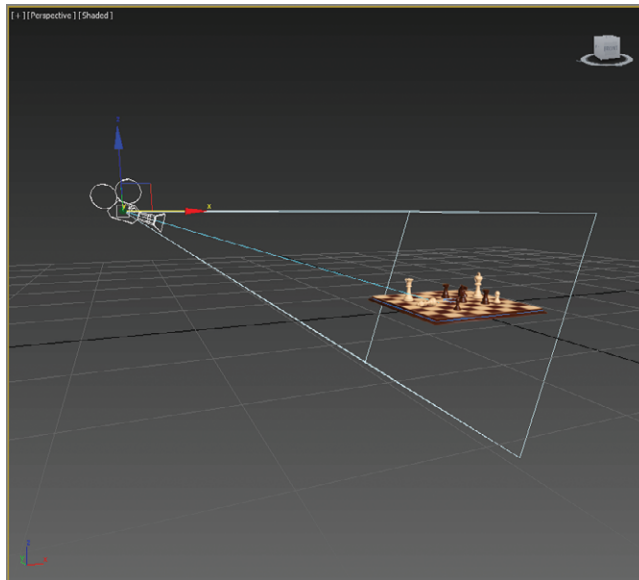 [ + ] [ Perspective ] [ Shaded ]
z
x
z
x